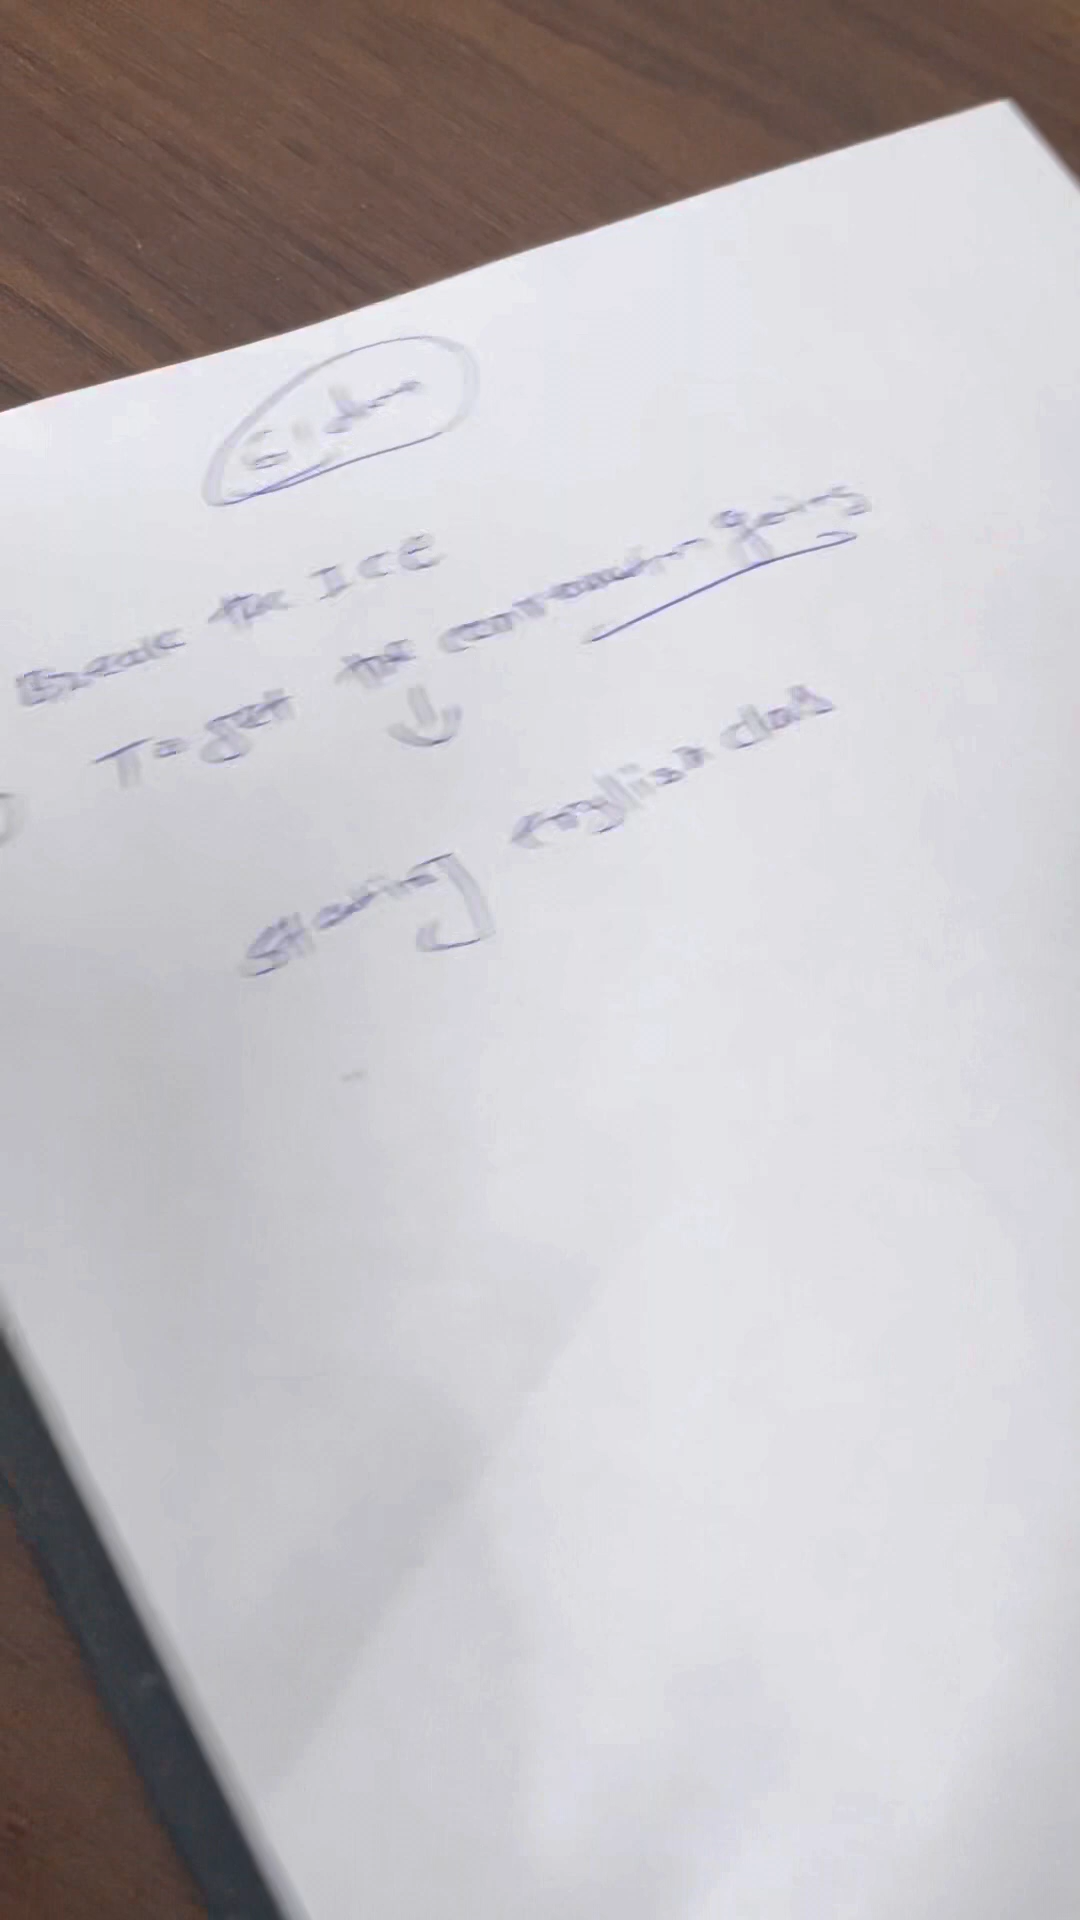 Break the ICE
To get the conversation going
↓
starting english class